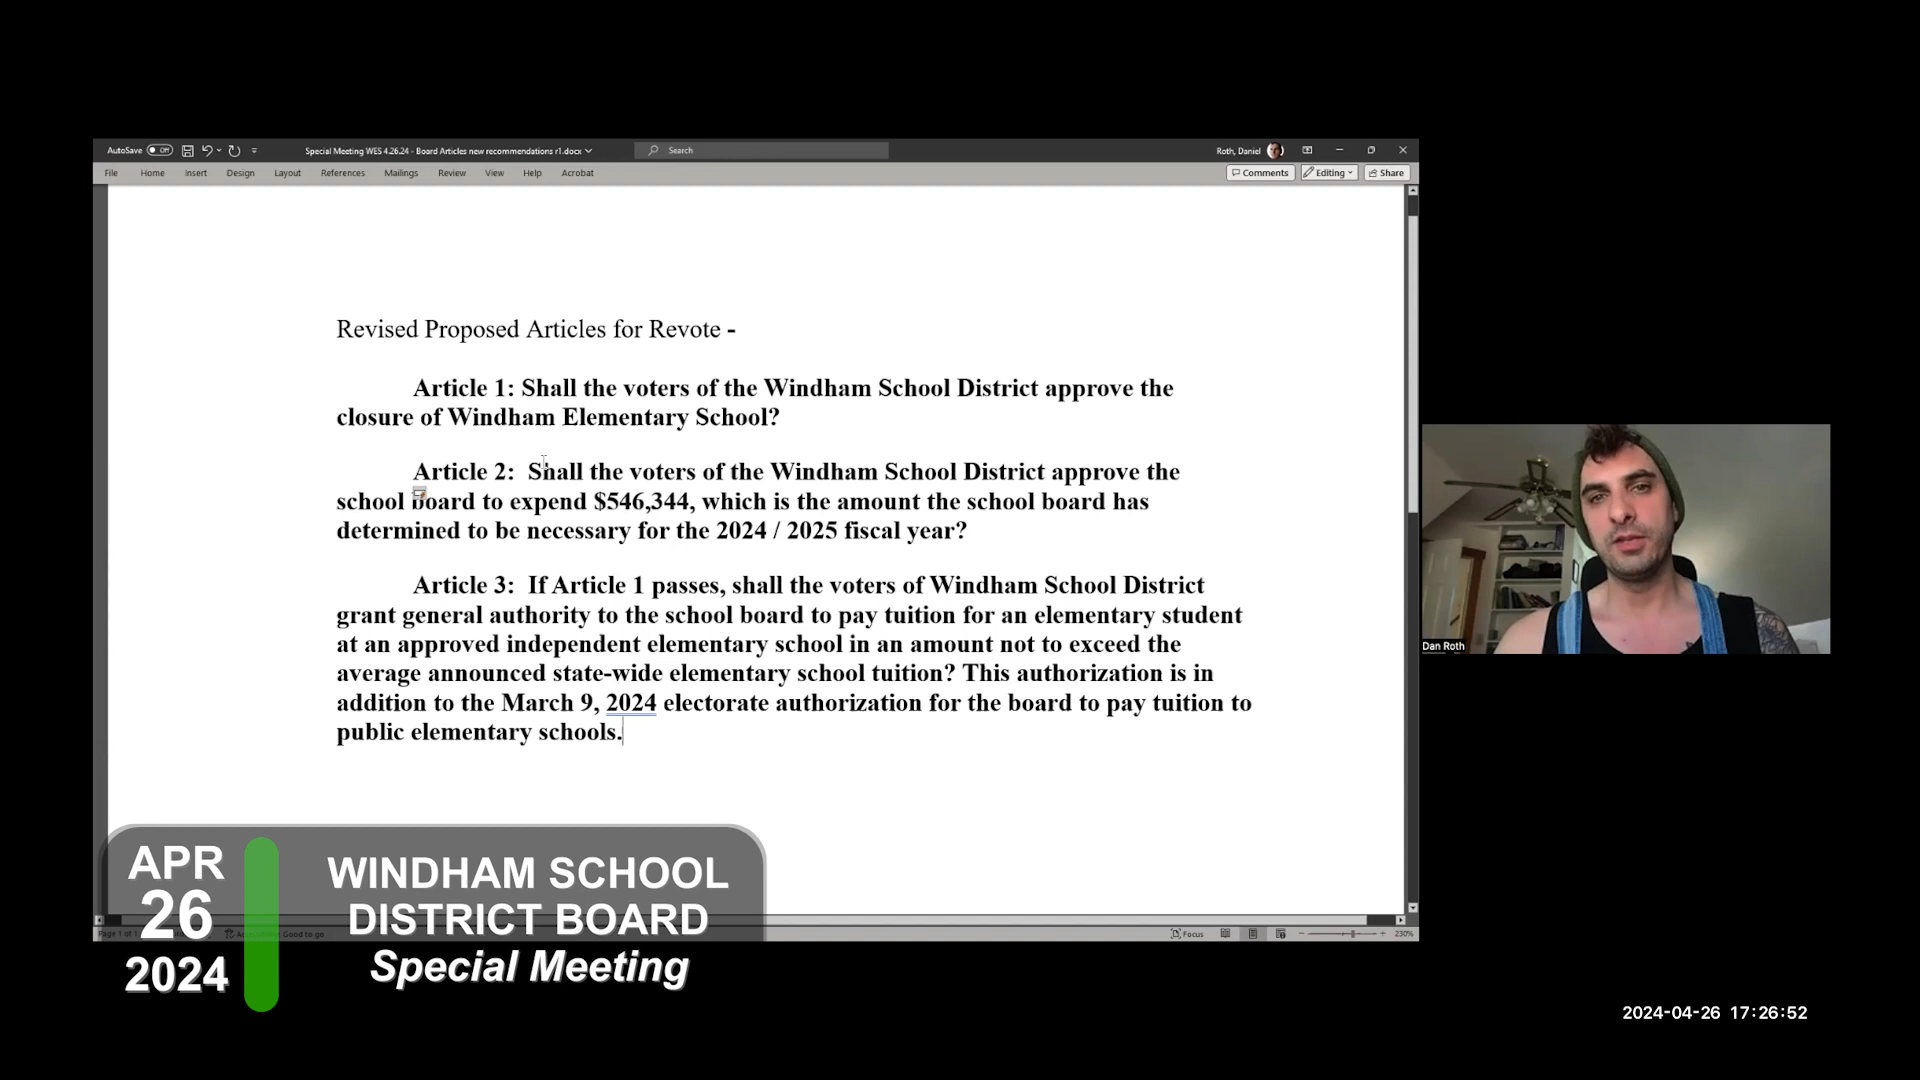 AutoSave Off Special Meeting WES 4.26.24 - Board Articles new recommendations r1.docx Search Roth, Daniel
File Home Insert Design Layout References Mailings Review View Help Acrobat Comments Editing Share
Revised Proposed Articles for Revote -
Article 1: Shall the voters of the Windham School District approve the
closure of Windham Elementary School?
Article 2: Shall the voters of the Windham School District approve the
school board to expend $546,344, which is the amount the school board has
determined to be necessary for the 2024 / 2025 fiscal year?
Article 3: If Article 1 passes, shall the voters of Windham School District
grant general authority to the school board to pay tuition for an elementary student
at an approved independent elementary school in an amount not to exceed the
average announced state-wide elementary school tuition? This authorization is in
addition to the March 9, 2024 electorate authorization for the board to pay tuition to
public elementary schools.
Dan Roth
Page 1 of 1 Good to go Focus 230%
APR
26
2024
WINDHAM SCHOOL
DISTRICT BOARD
Special Meeting
2024-04-26 17:26:52